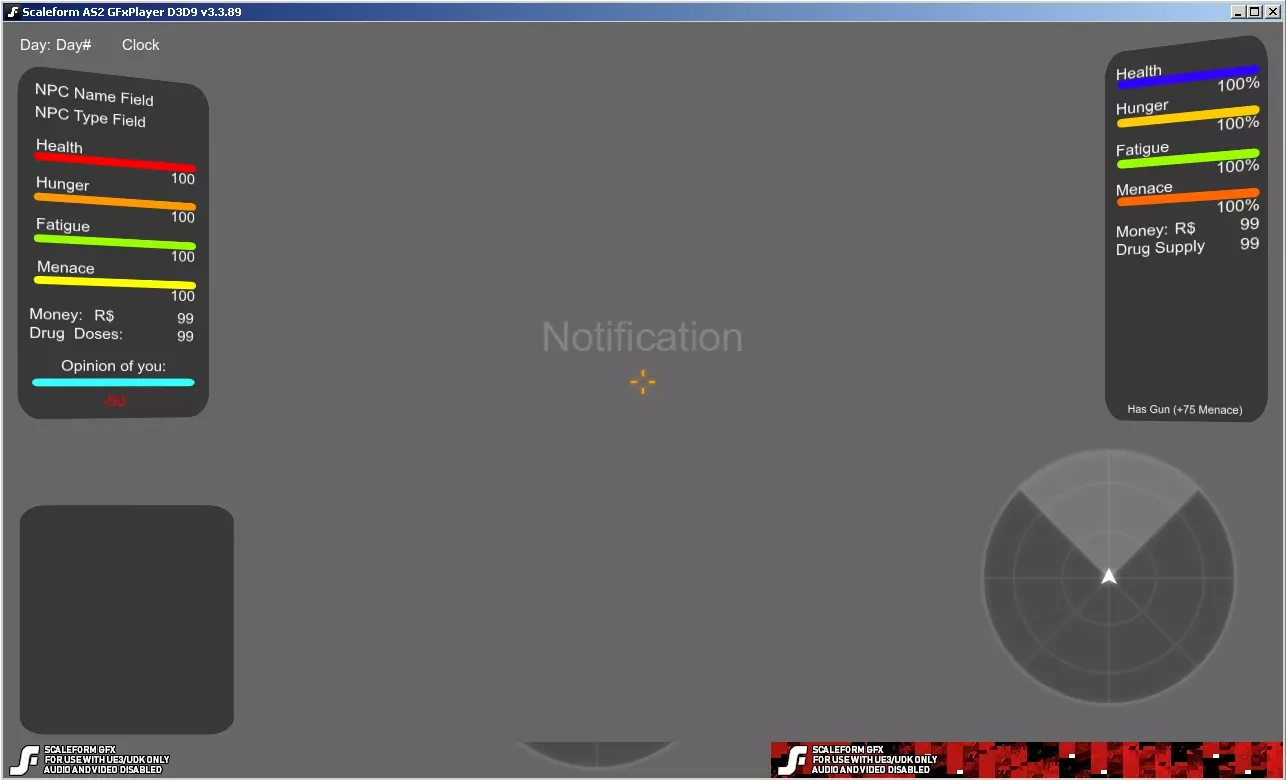 Scaleform AS2 GFxPlayer D3D9 v3.3.89
Day: Day# Clock
NPC Name Field
NPC Type Field
Health
100
Hunger
100
Fatigue
100
Menace
100
Money: R$ 99
Drug Doses: 99
Opinion of you:
-50
Notification
Health
100%
Hunger
100%
Fatigue
100%
Menace
100%
Money: R$ 99
Drug Supply 99
Has Gun (+75 Menace)
SCALEFORM GFX
FOR USE WITH UE3/UDK ONLY
AUDIO AND VIDEO DISABLED
SCALEFORM GFX
FOR USE WITH UE3/UDK ONLY
AUDIO AND VIDEO DISABLED